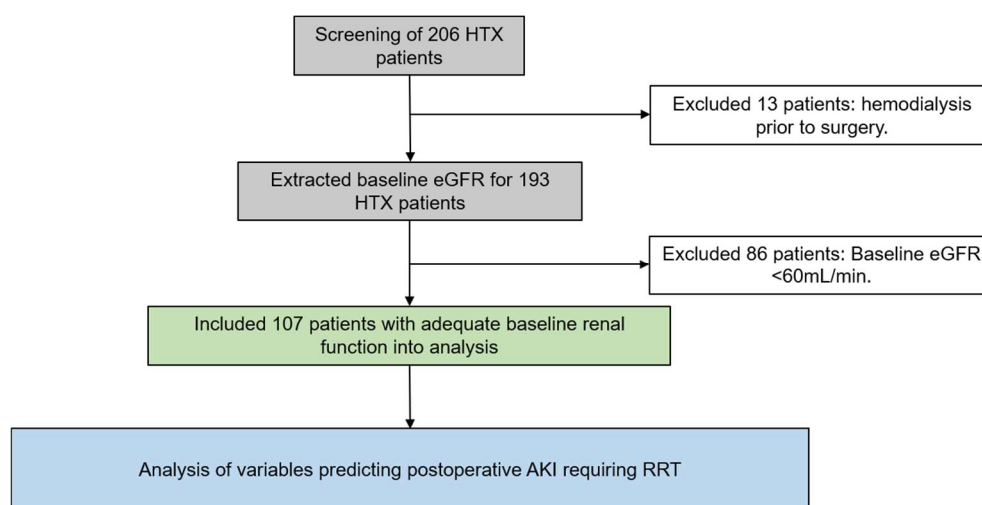 Screening of 206 HTX
patients
Excluded 13 patients: hemodialysis
prior to surgery.
Extracted baseline eGFR for 193
HTX patients
Excluded 86 patients: Baseline eGFR
<60mL/min.
Included 107 patients with adequate baseline renal
function into analysis
Analysis of variables predicting postoperative AKI requiring RRT